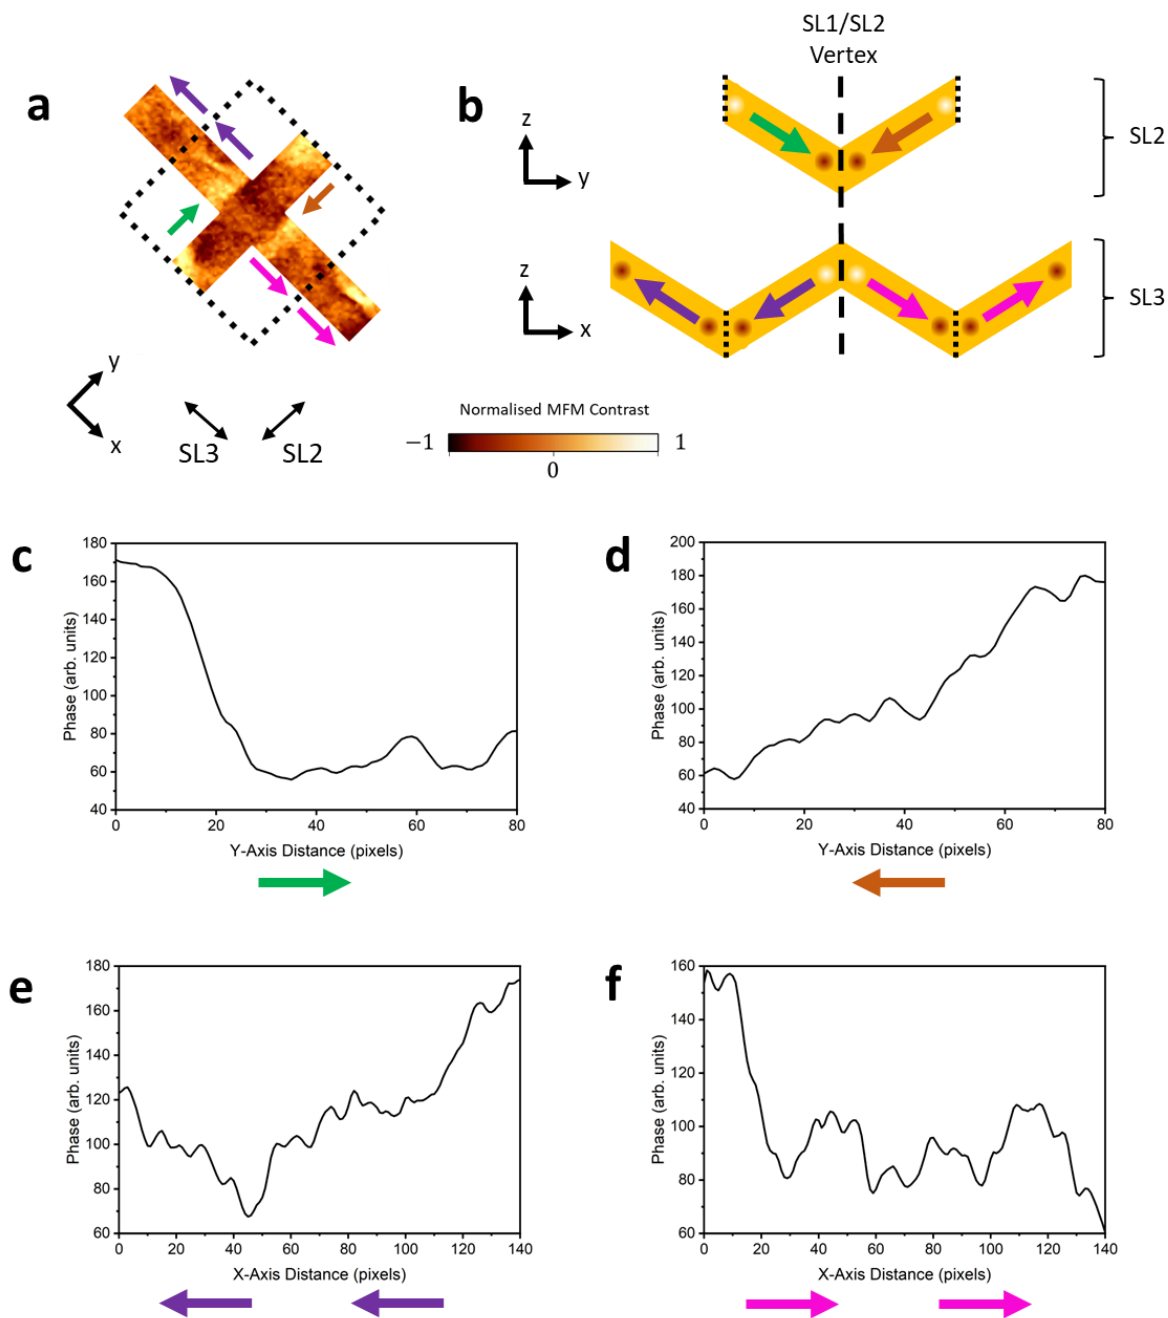 SL1/SL2
Vertex
a
b
z
y
SL2
z
x
SL3
y
x
SL3
SL2
Normalised MFM Contrast
−1
1
0
c
180
160
140
120
100
80
60
40
Phase (arb. units)
0
20
40
60
80
Y-Axis Distance (pixels)
d
200
180
160
140
120
100
80
60
40
Phase (arb. units)
0
20
40
60
80
Y-Axis Distance (pixels)
e
180
160
140
120
100
80
60
Phase (arb. units)
0
20
40
60
80
100
120
140
X-Axis Distance (pixels)
f
160
140
120
100
80
60
Phase (arb. units)
0
20
40
60
80
100
120
140
X-Axis Distance (pixels)